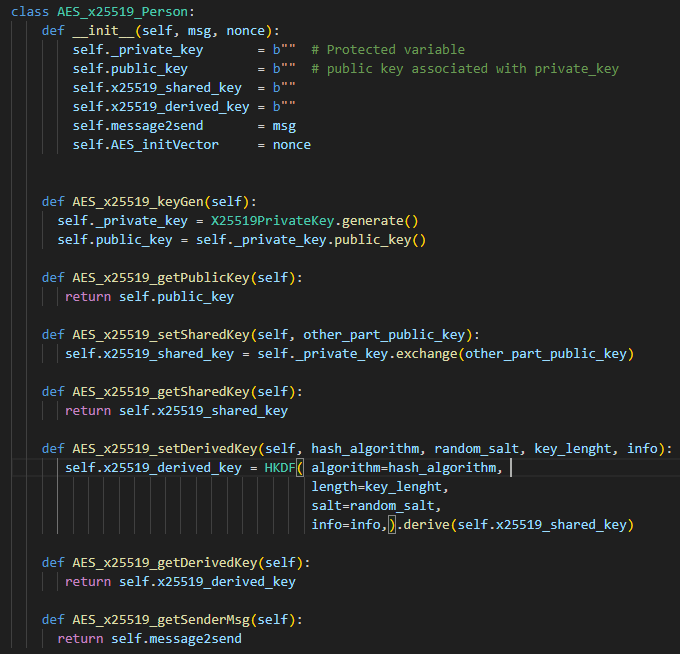 class AES_x25519_Person:
    def __init__(self, msg, nonce):
        self._private_key       = b""  # Protected variable
        self.public_key         = b""  # public key associated with private_key
        self.x25519_shared_key  = b""
        self.x25519_derived_key = b""
        self.message2send       = msg
        self.AES_initVector     = nonce
    def AES_x25519_keyGen(self):
      self._private_key = X25519PrivateKey.generate()
      self.public_key = self._private_key.public_key()
    def AES_x25519_getPublicKey(self):
       return self.public_key
    def AES_x25519_setSharedKey(self, other_part_public_key):
       self.x25519_shared_key = self._private_key.exchange(other_part_public_key)
    def AES_x25519_getSharedKey(self):
       return self.x25519_shared_key
    def AES_x25519_setDerivedKey(self, hash_algorithm, random_salt, key_lenght, info):
       self.x25519_derived_key = HKDF( algorithm=hash_algorithm,
                                       length=key_lenght,
                                       salt=random_salt,
                                       info=info,).derive(self.x25519_shared_key)
    def AES_x25519_getDerivedKey(self):
       return self.x25519_derived_key
    def AES_x25519_getSenderMsg(self):
      return self.message2send